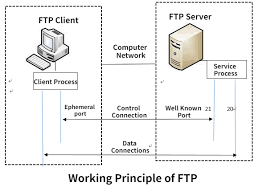 FTP Client
FTP Server
Computer
Network
Client Process
Service
Process
Ephemeral
port
Control
Connection
Well Known
Port
21
20
Data
Connections
Working Principle of FTP